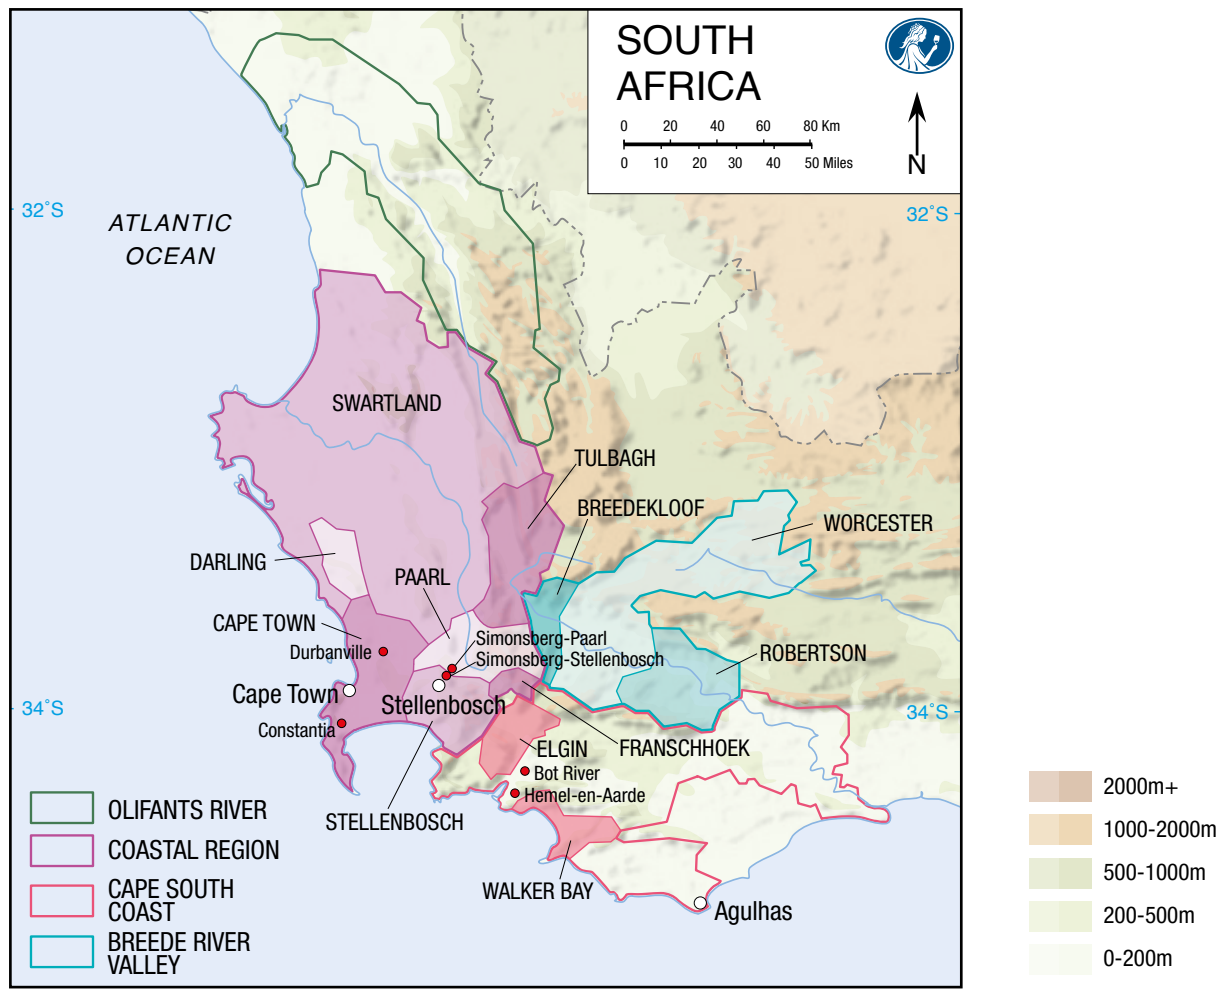 SOUTH
AFRICA
0 20 40 60 80 Km
0 10 20 30 40 50 Miles
N
32°S
32°S
ATLANTIC
OCEAN
SWARTLAND
TULBAGH
BREEDEKLOOF
WORCESTER
DARLING
PAARL
CAPE TOWN
Durbanville
Simonsberg-Paarl
Simonsberg-Stellenbosch
ROBERTSON
Cape Town
Stellenbosch
34°S
34°S
Constantia
ELGIN
FRANSCHHOEK
Bot River
Hemel-en-Aarde
STELLENBOSCH
WALKER BAY
Agulhas
OLIFANTS RIVER
COASTAL REGION
CAPE SOUTH
COAST
BREEDE RIVER
VALLEY
2000m+
1000-2000m
500-1000m
200-500m
0-200m